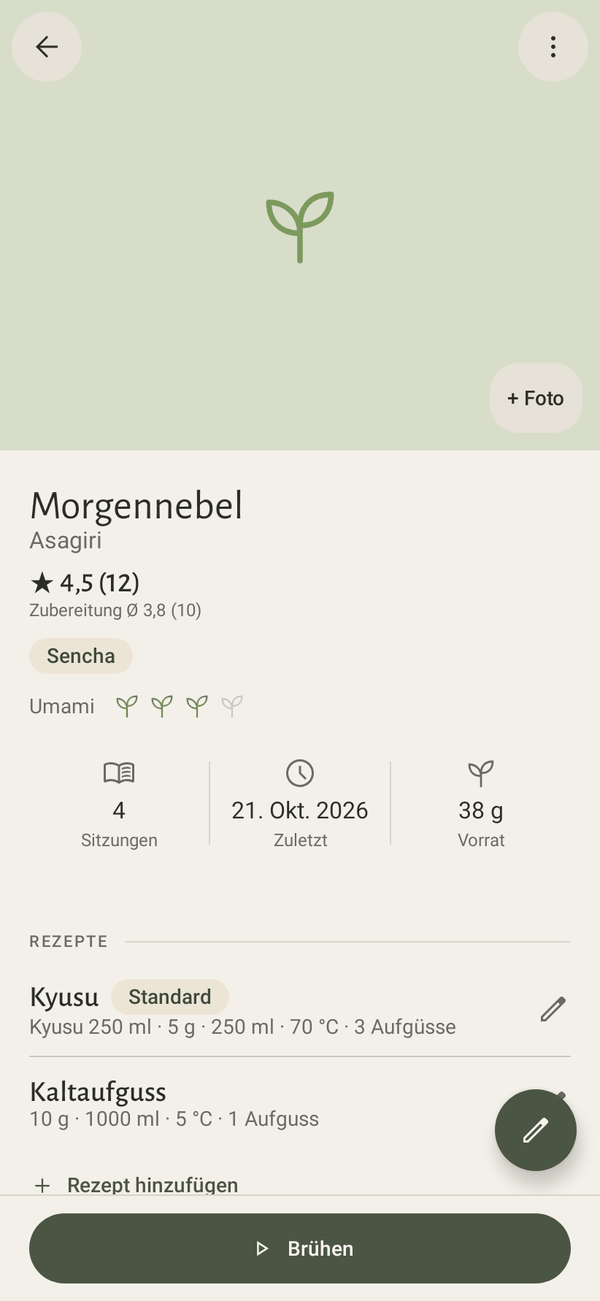 + Foto
Morgennebel
Asagiri
★ 4,5 (12)
Zubereitung Ø 3,8 (10)
Sencha
Umami
4
Sitzungen
21. Okt. 2026
Zuletzt
38 g
Vorrat
REZEPTE
Kyusu Standard
Kyusu 250 ml · 5 g · 250 ml · 70 °C · 3 Aufgüsse
Kaltaufguss
10 g · 1000 ml · 5 °C · 1 Aufguss
+ Rezept hinzufügen
Brühen